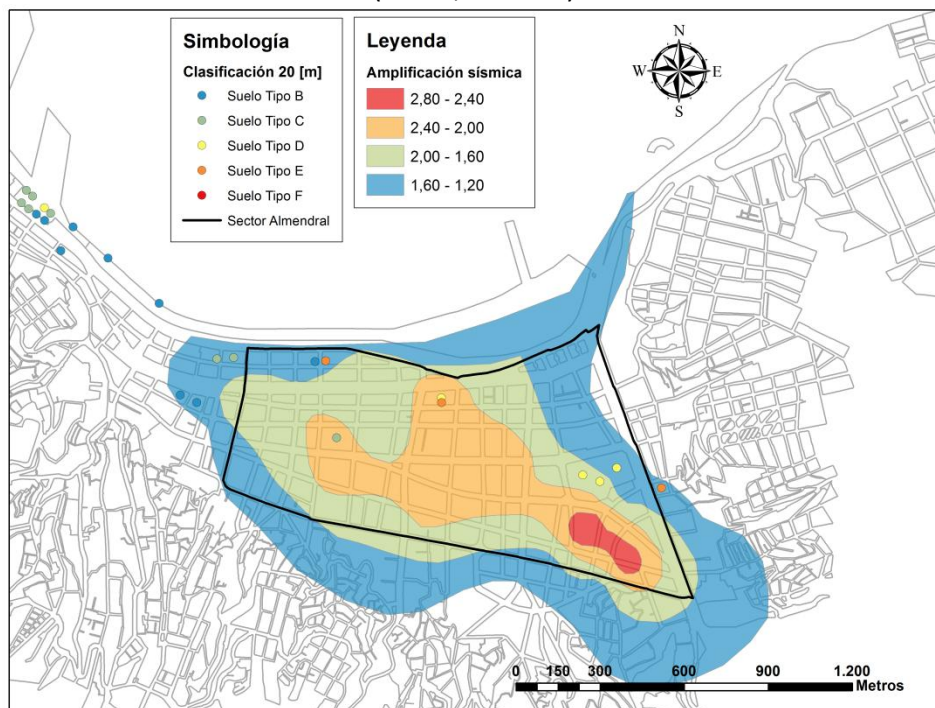 Simbología
Clasificación 20 [m]
Suelo Tipo B
Suelo Tipo C
Suelo Tipo D
Suelo Tipo E
Suelo Tipo F
Sector Almendral
Leyenda
Amplificación sísmica
2,80 - 2,40
2,40 - 2,00
2,00 - 1,60
1,60 - 1,20
N
W E
S
0 150 300 600 900 1.200
Metros